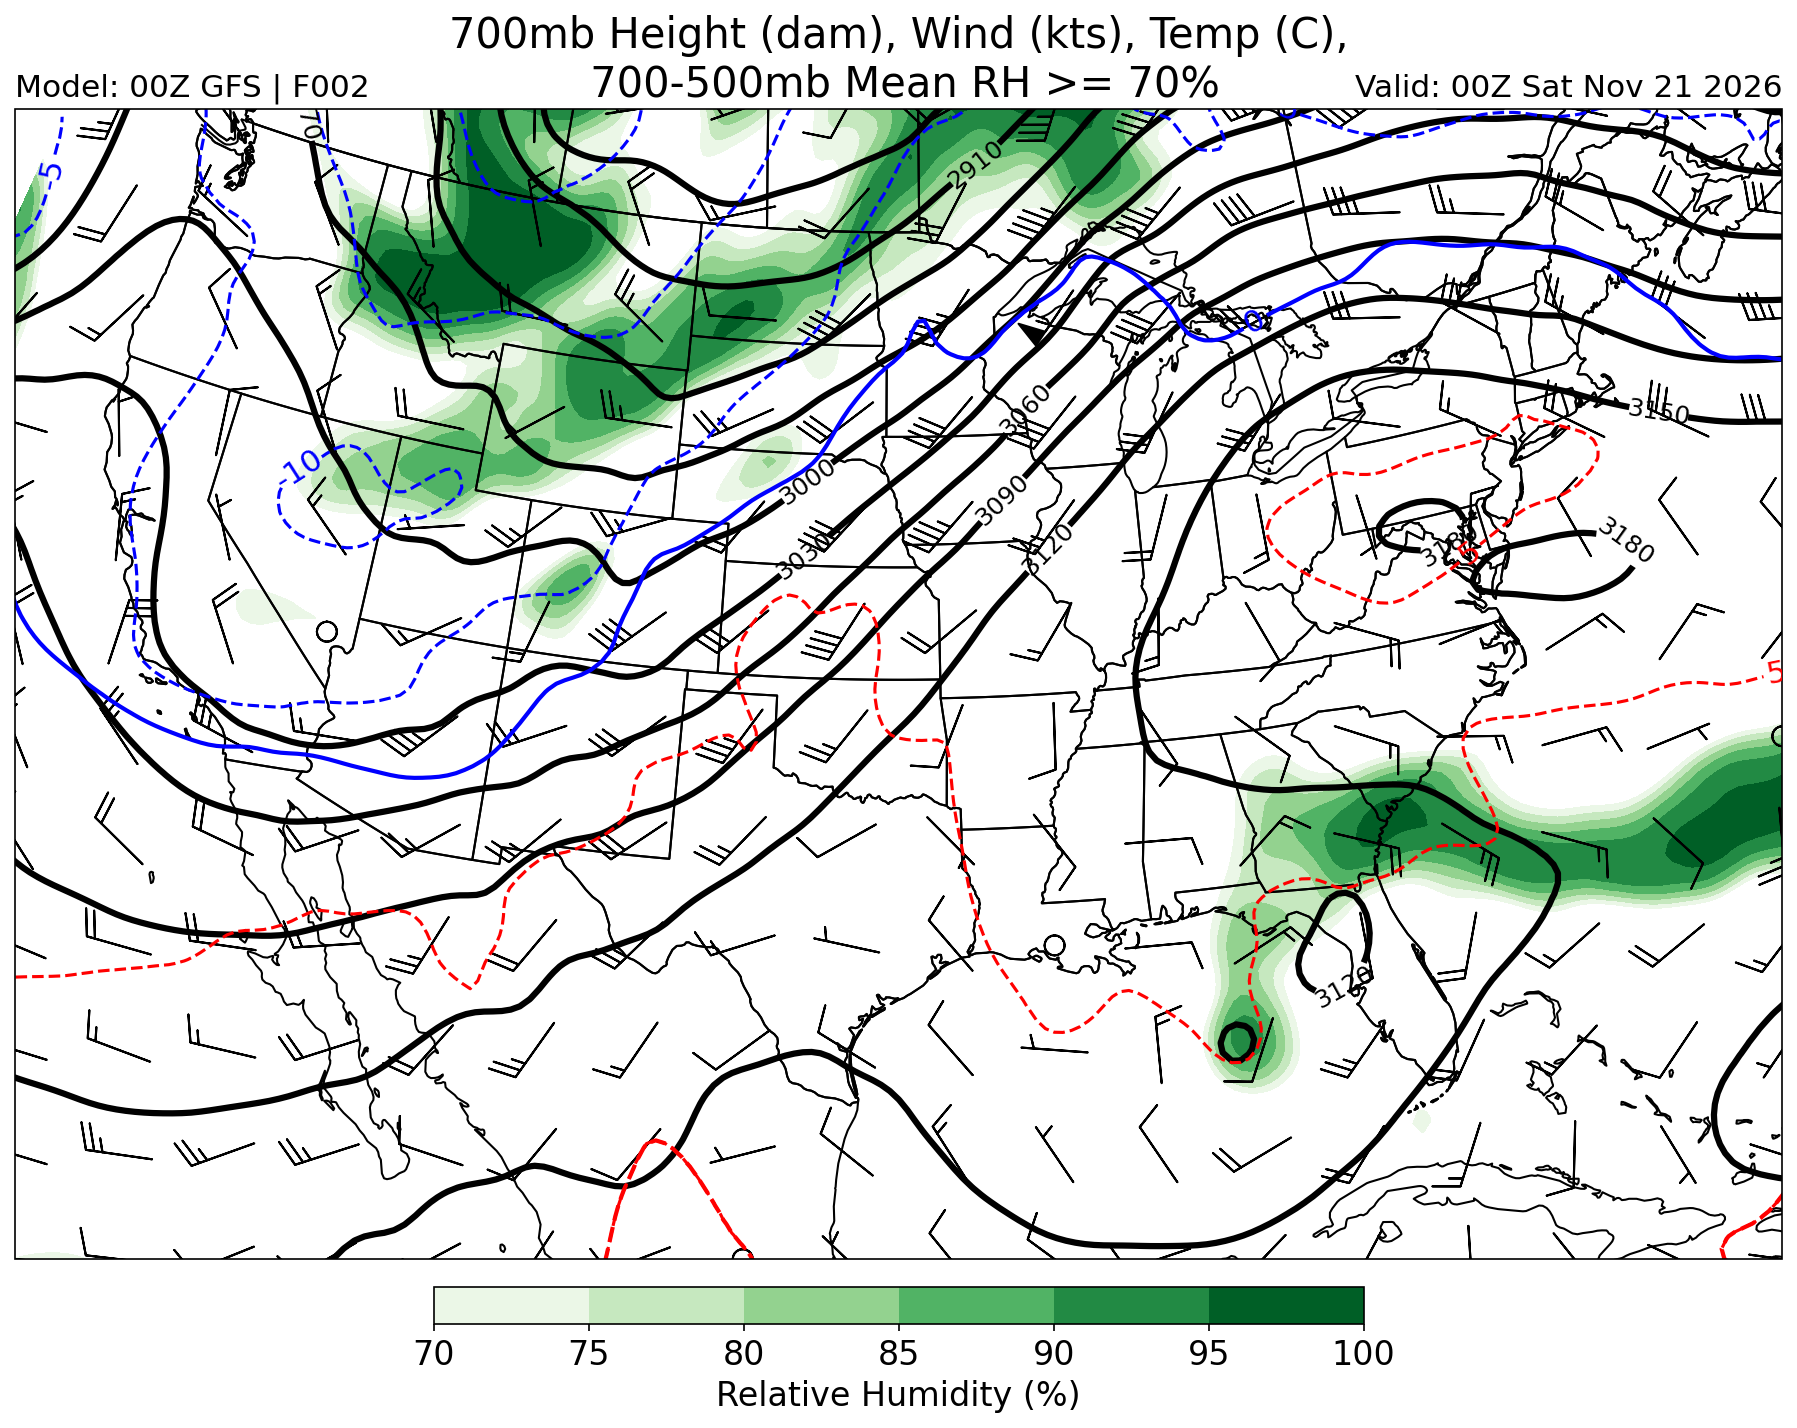 700mb Height (dam), Wind (kts), Temp (C),
700-500mb Mean RH >= 70%
Model: 00Z GFS | F002
Valid: 00Z Sat Nov 21 2026
2910
-5
-10
0
3060
3150
3000
3090
3180
3180
3030
3120
5
5
3120
70 75 80 85 90 95 100
Relative Humidity (%)